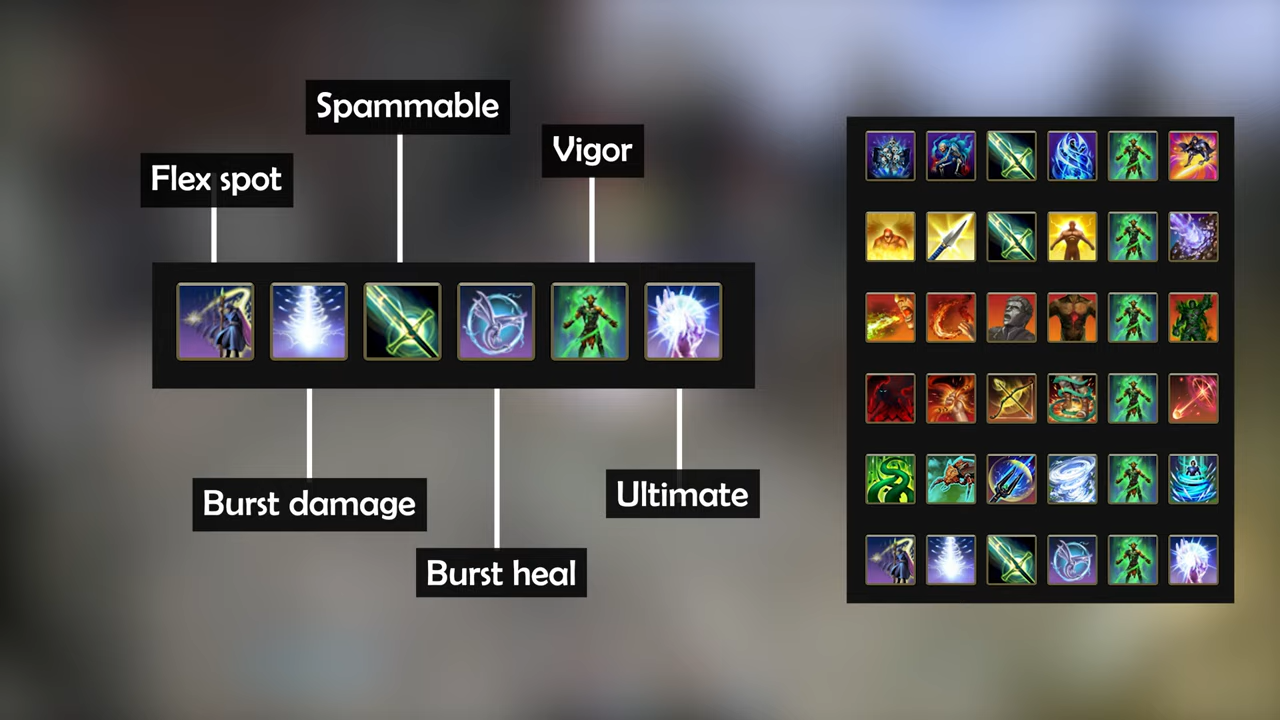 Spammable
Vigor
Flex spot
Burst damage
Ultimate
Burst heal